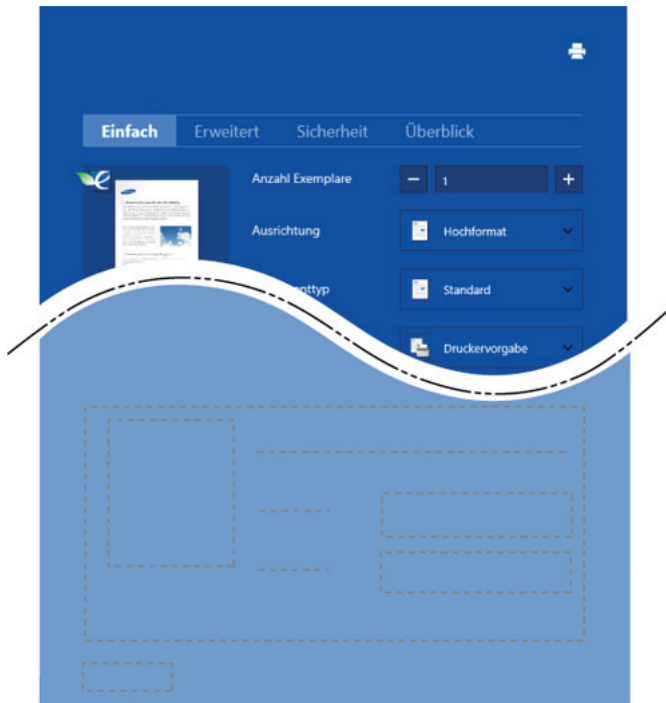 Einfach Erweitert Sicherheit Überblick
Anzahl Exemplare 1
Ausrichtung Hochformat
Standard
Druckervorgabe